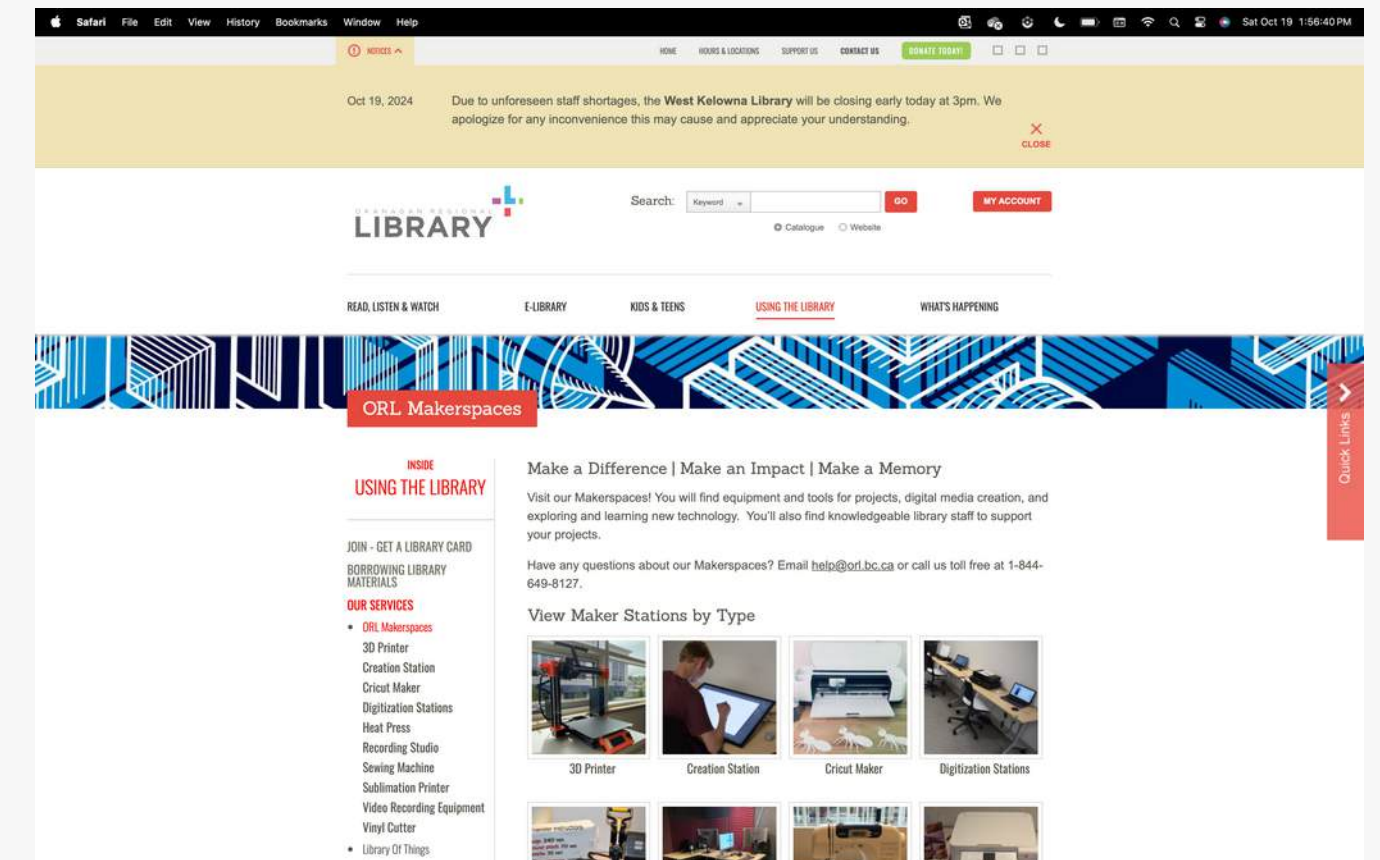 Safari File Edit View History Bookmarks Window Help Sat Oct 19 1:56:40 PM
NOTICES HOME HOURS & LOCATIONS SUPPORT US CONTACT US DONATE TODAY!
Oct 19, 2024 Due to unforeseen staff shortages, the West Kelowna Library will be closing early today at 3pm. We
apologize for any inconvenience this may cause and appreciate your understanding.
CLOSE
OKANAGAN REGIONAL
LIBRARY
Search: Keyword GO MY ACCOUNT
Catalogue Website
READ, LISTEN & WATCH E-LIBRARY KIDS & TEENS USING THE LIBRARY WHAT'S HAPPENING
ORL Makerspaces
Quick Links
INSIDE
USING THE LIBRARY
JOIN - GET A LIBRARY CARD
BORROWING LIBRARY
MATERIALS
OUR SERVICES
• ORL Makerspaces
3D Printer
Creation Station
Cricut Maker
Digitization Stations
Heat Press
Recording Studio
Sewing Machine
Sublimation Printer
Video Recording Equipment
Vinyl Cutter
• Library Of Things
Make a Difference | Make an Impact | Make a Memory
Visit our Makerspaces! You will find equipment and tools for projects, digital media creation, and
exploring and learning new technology. You'll also find knowledgeable library staff to support
your projects.
Have any questions about our Makerspaces? Email help@orl.bc.ca or call us toll free at 1-844-
649-8127.
View Maker Stations by Type
3D Printer Creation Station Cricut Maker Digitization Stations